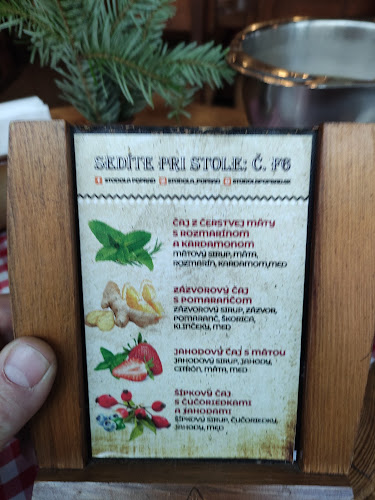 SEDÍTE PRI STOLE: Č. F6
STODOLA POPRAD STODOLA_POPRAD STODOLAPOPRAD.SK
ČAJ Z ČERSTVEJ MÄTY
S ROZMARÍNOM
A KARDAMONOM
MÄTOVÝ SIRUP, MÄTA,
ROZMARÍN, KARDAMOM,MED
ZÁZVOROVÝ ČAJ
S POMARANČOM
ZÁZVOROVÝ SIRUP, ZÁZVOR,
POMARANČ, ŠKORICA,
KLINČEKY, MED
JAHODOVÝ ČAJ S MÄTOU
JAHODOVÝ SIRUP, JAHODY,
CITRÓN, MÄTA, MED
ŠÍPKOVÝ ČAJ
S ČUČORIEDKAMI
A JAHODAMI
ŠÍPKOVÝ SIRUP, ČUČORIEDKY,
JAHODY, MED